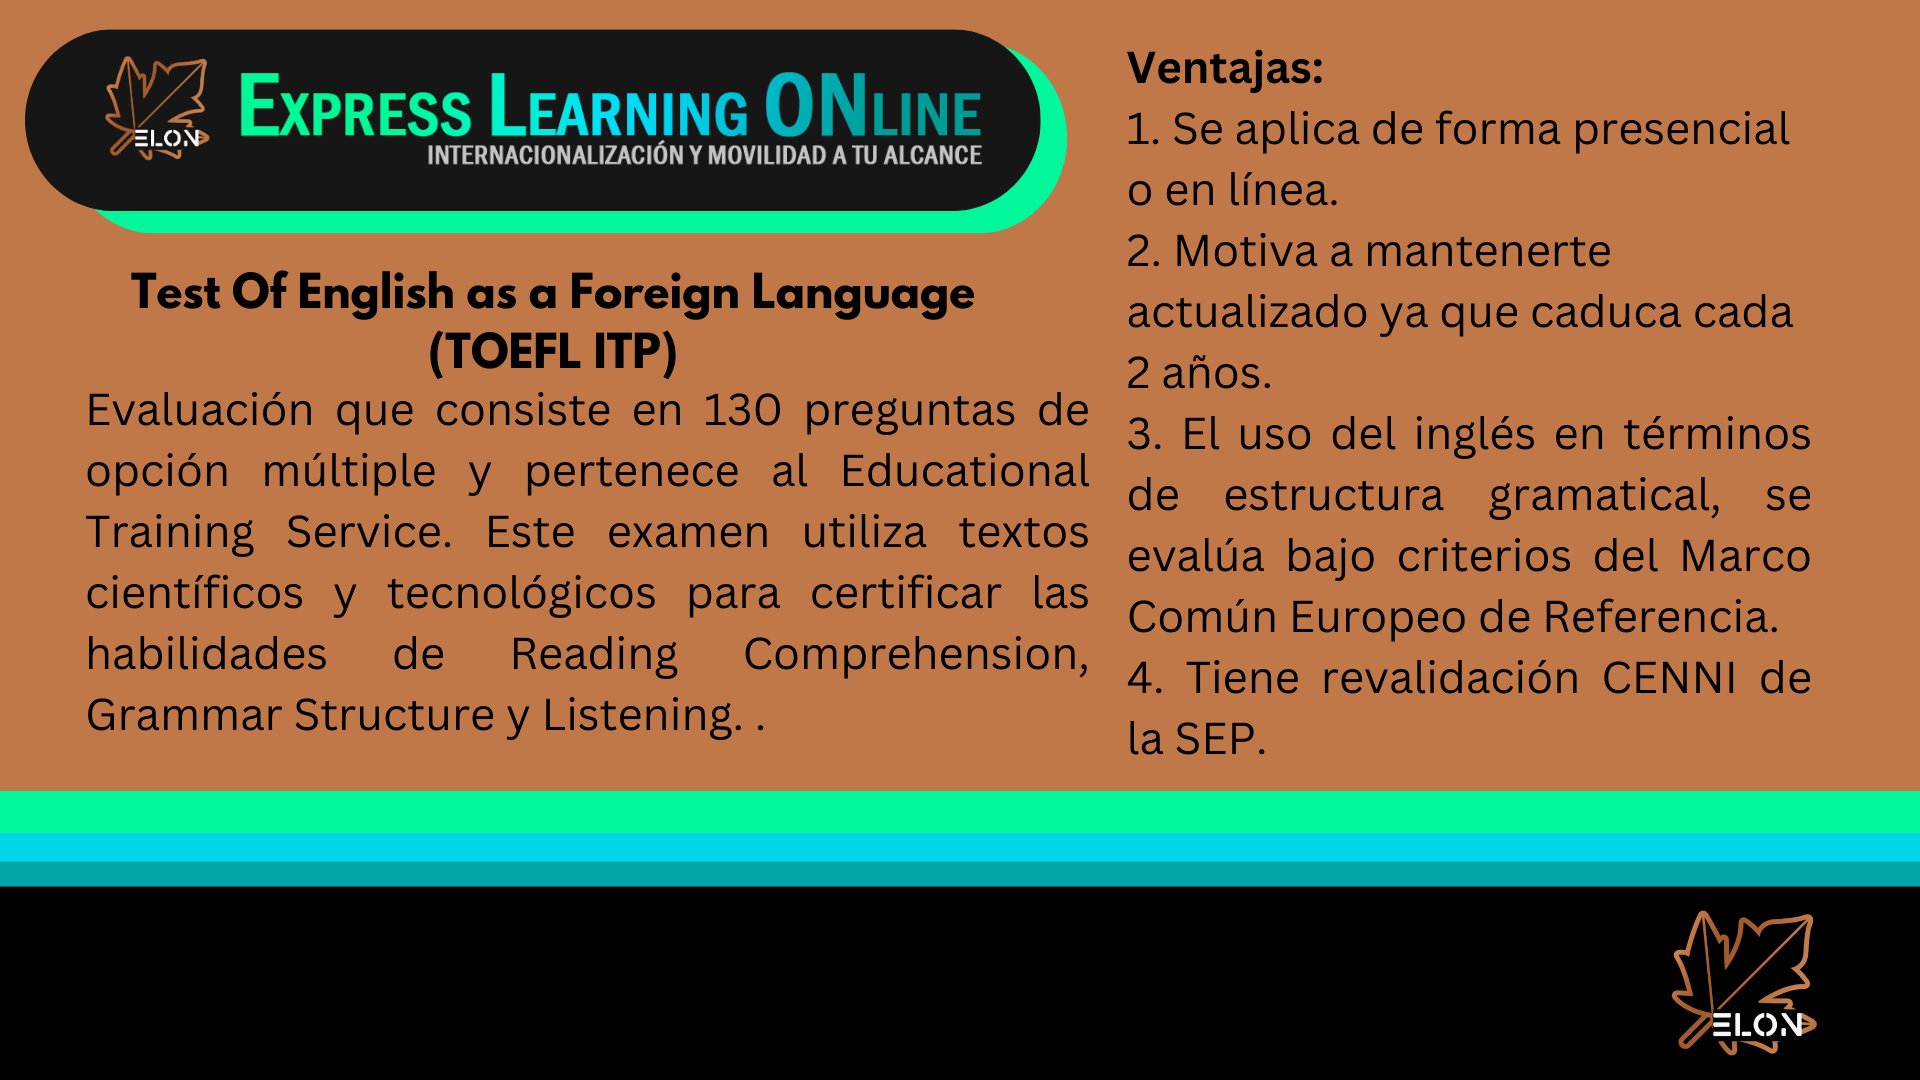 ELON
EXPRESS LEARNING ONLINE
INTERNACIONALIZACIÓN Y MOVILIDAD A TU ALCANCE
Test Of English as a Foreign Language
(TOEFL ITP)
Evaluación que consiste en 130 preguntas de
opción múltiple y pertenece al Educational
Training Service. Este examen utiliza textos
científicos y tecnológicos para certificar las
habilidades de Reading Comprehension,
Grammar Structure y Listening. .
Ventajas:
1. Se aplica de forma presencial
o en línea.
2. Motiva a mantenerte
actualizado ya que caduca cada
2 años.
3. El uso del inglés en términos
de estructura gramatical, se
evalúa bajo criterios del Marco
Común Europeo de Referencia.
4. Tiene revalidación CENNI de
la SEP.
ELON